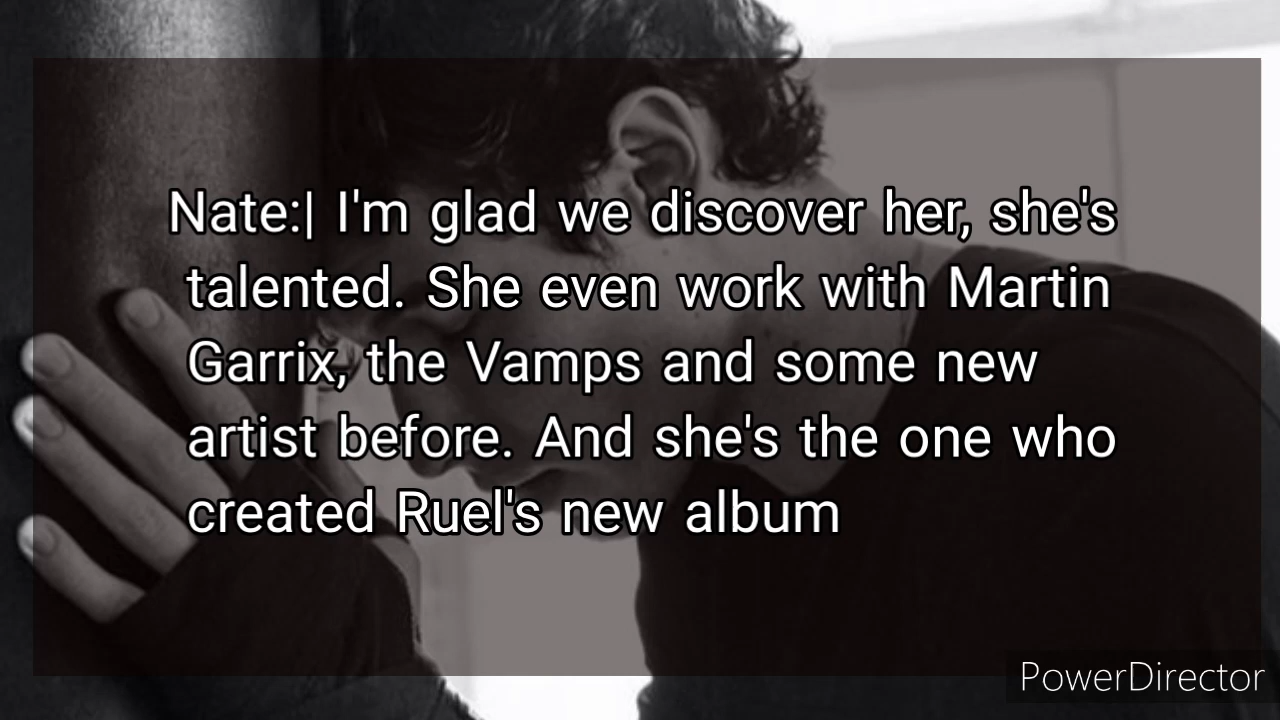 Nate:| I'm glad we discover her, she's
talented. She even work with Martin
Garrix, the Vamps and some new
artist before. And she's the one who
created Ruel's new album
PowerDirector